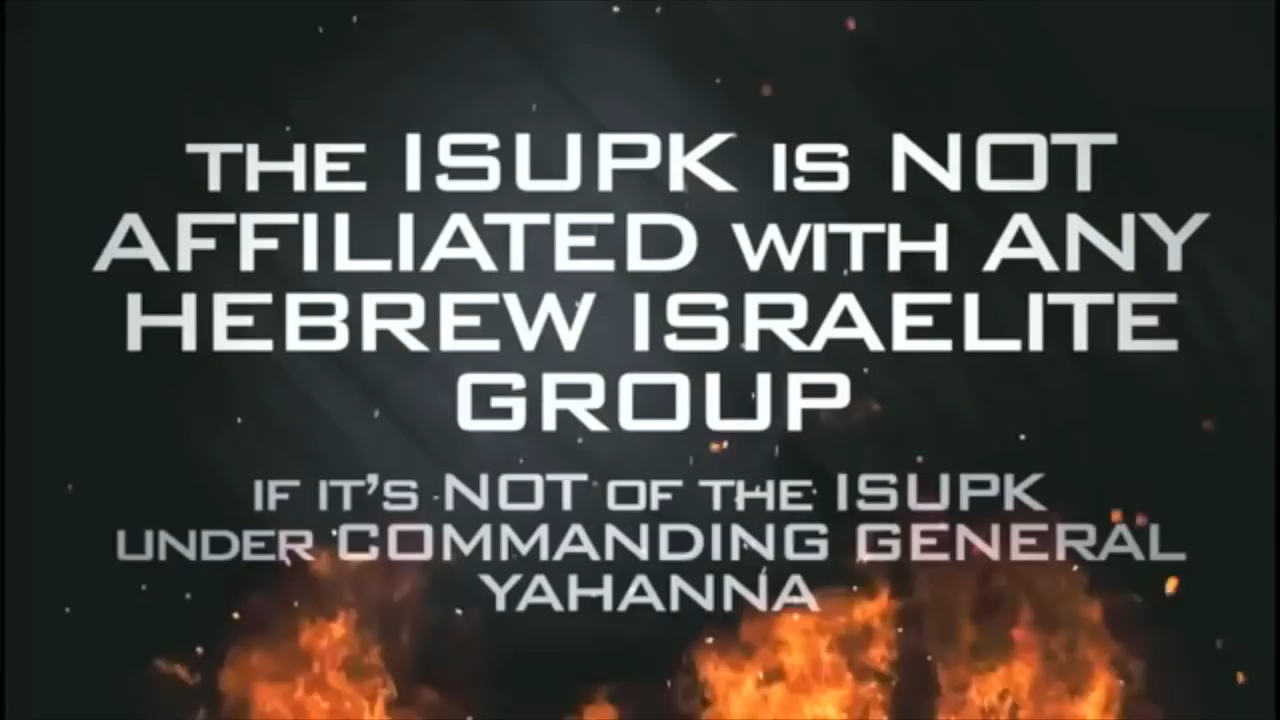 THE ISUPK IS NOT
AFFILIATED WITH ANY
HEBREW ISRAELITE
GROUP
IF IT'S NOT OF THE ISUPK
UNDER COMMANDING GENERAL
YAHANNA